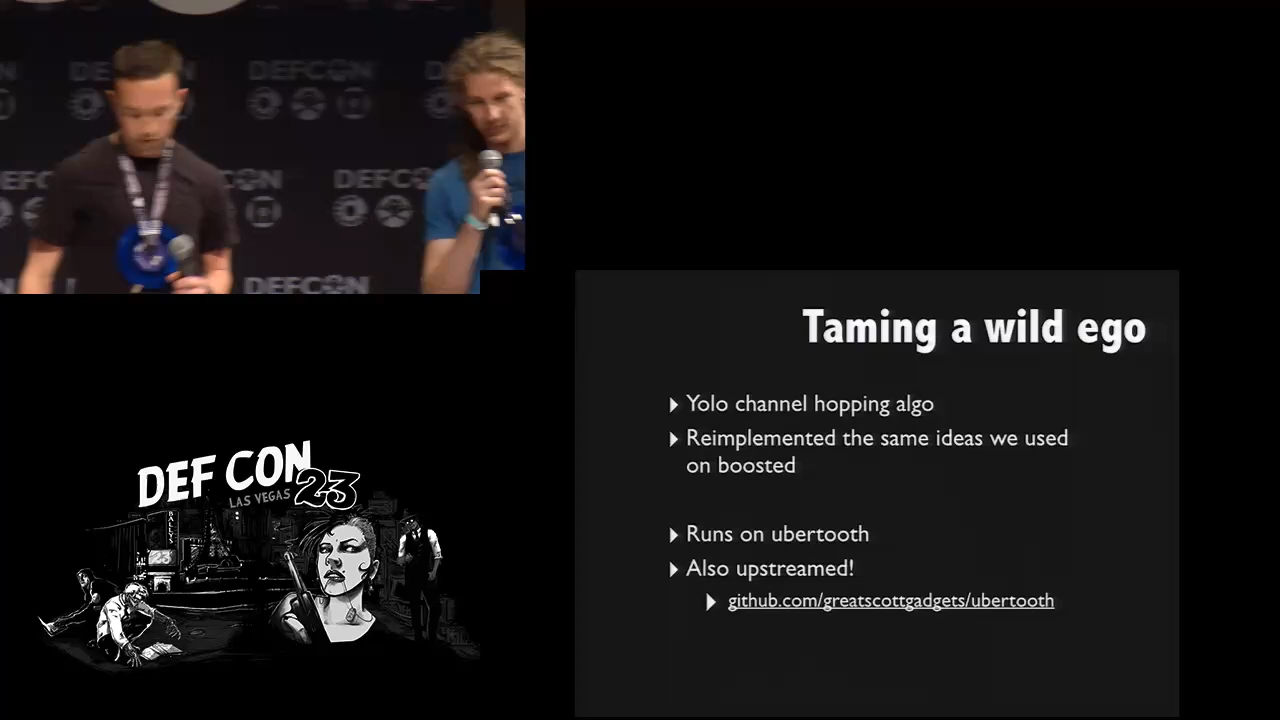 DEFCON
DEFCON
DEFCON
DEFCON
Taming a wild ego
Yolo channel hopping algo
Reimplemented the same ideas we used
on boosted
Runs on ubertooth
Also upstreamed!
github.com/greatscottgadgets/ubertooth
DEF CON
LAS VEGAS 23
BALLYS